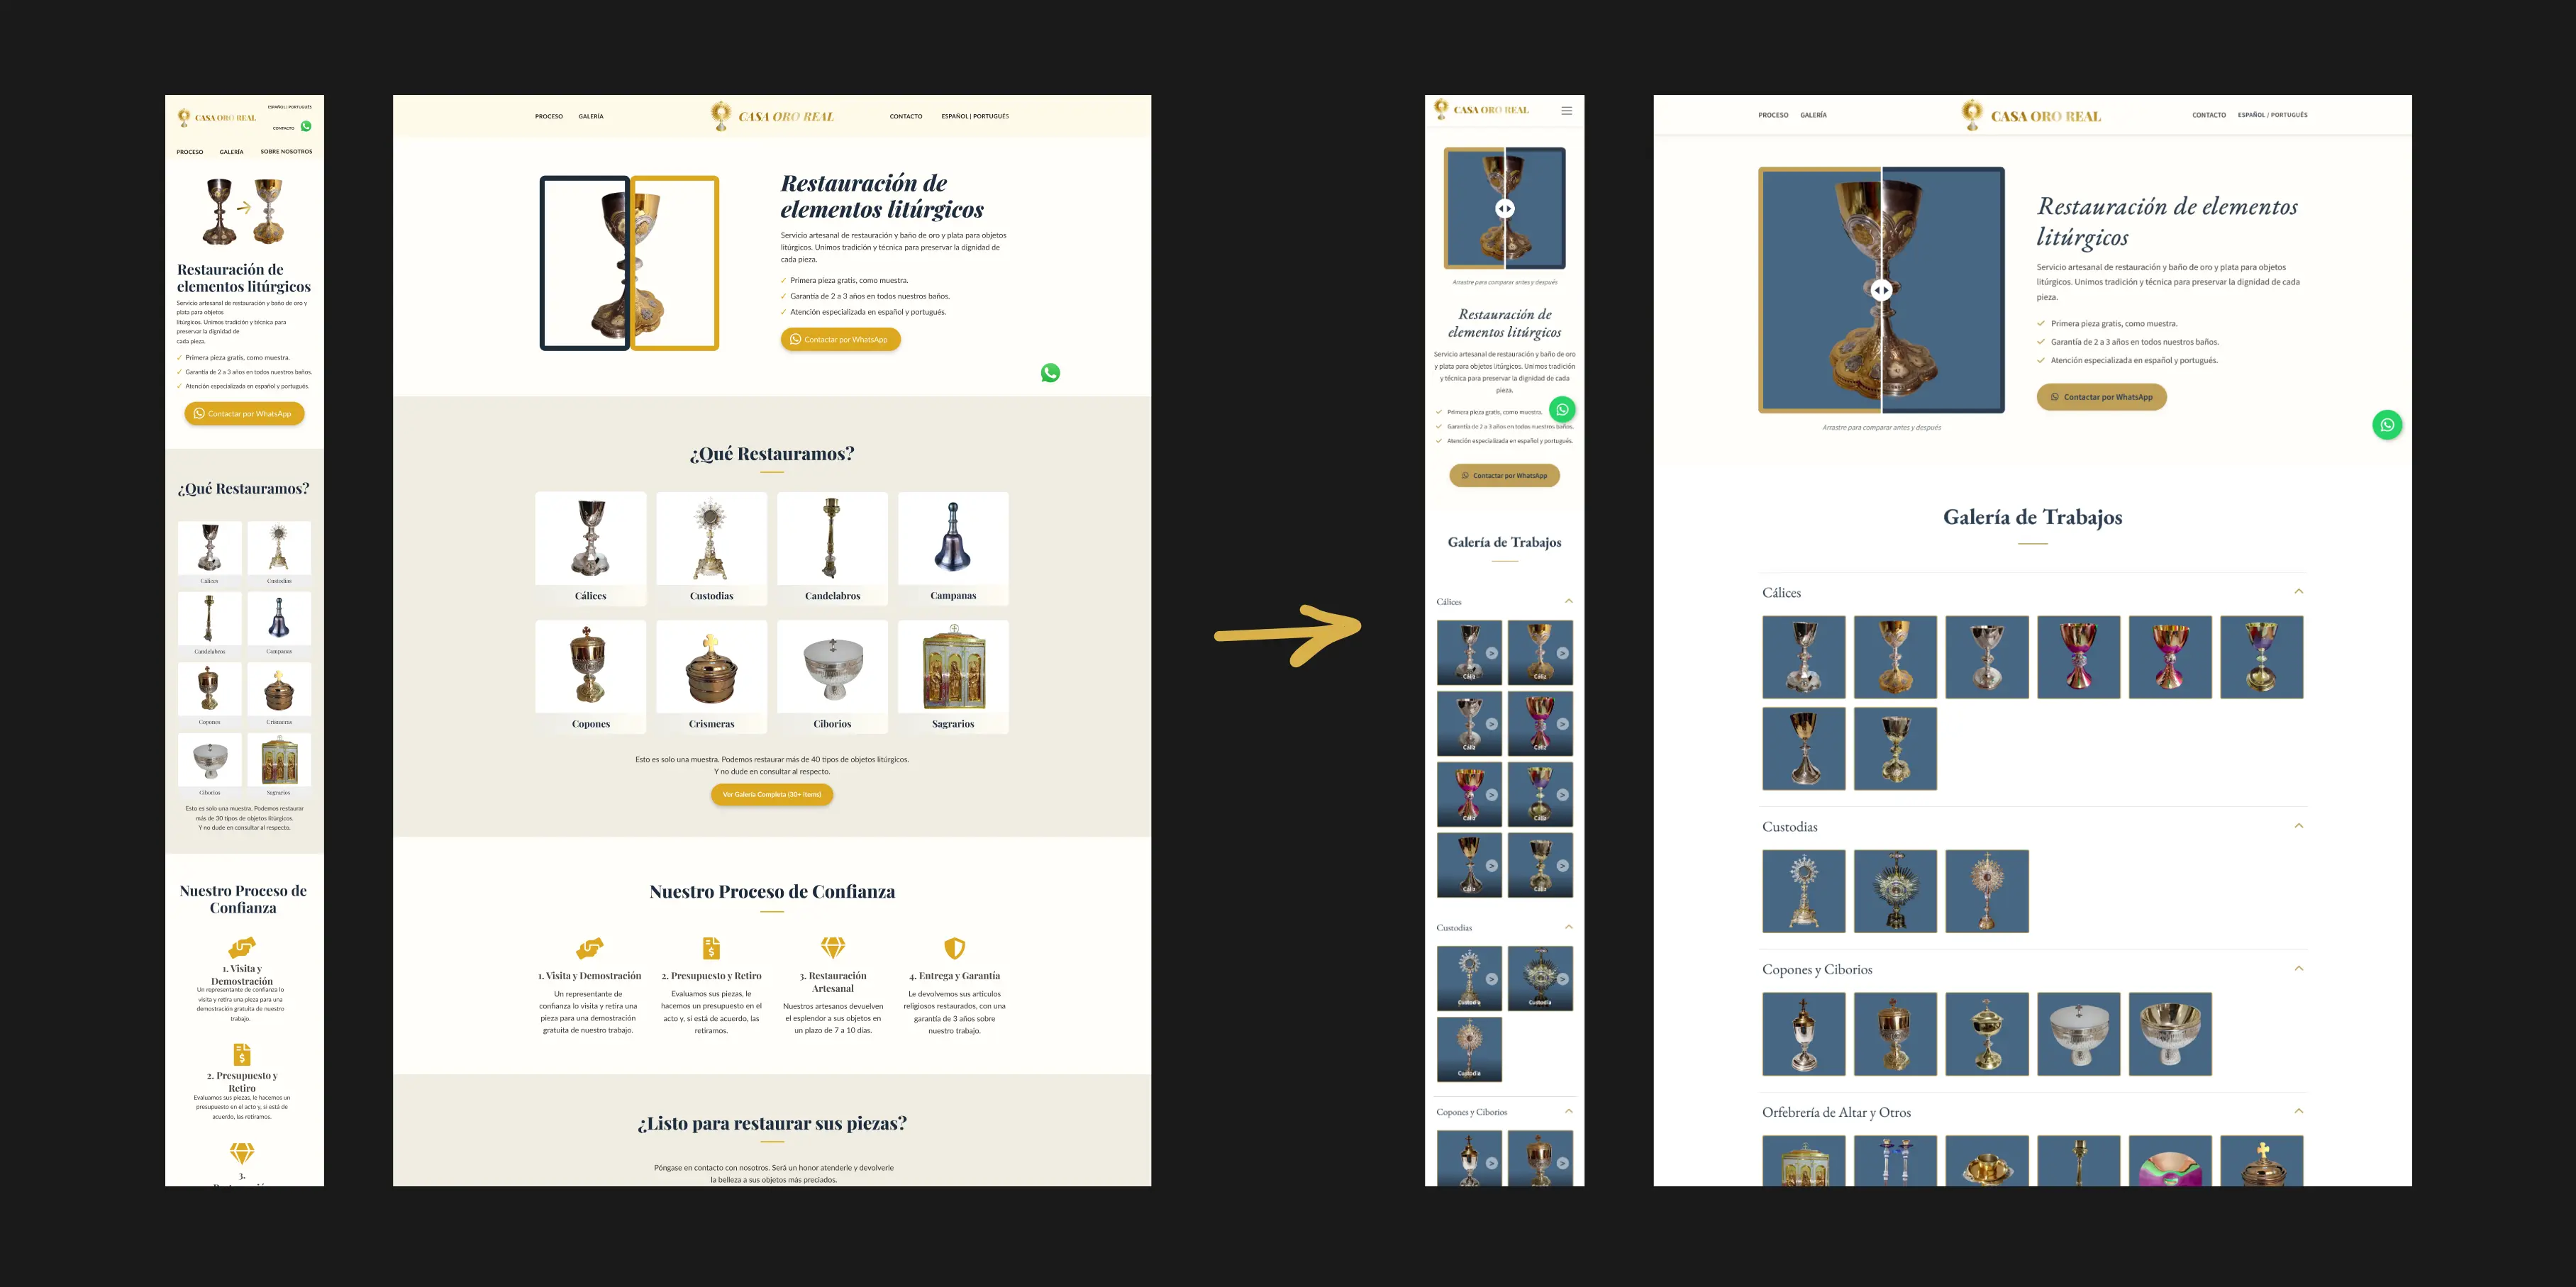 ESPAÑOL | PORTUGUÉS
CASA ORO REAL
CONTACTO
PROCESO GALERÍA SOBRE NOSOTROS
Restauración de
elementos litúrgicos
Servicio artesanal de restauración y baño de oro y
plata para objetos
litúrgicos. Unimos tradición y técnica para
preservar la dignidad de
cada pieza.
Primera pieza gratis, como muestra.
Garantía de 2 a 3 años en todos nuestros baños.
Atención especializada en español y portugués.
Contactar por WhatsApp
¿Qué Restauramos?
Cálices Custodias
Candelabros Campanas
Copones Crismeras
Ciborios Sagrarios
Esto es solo una muestra. Podemos restaurar
más de 30 tipos de objetos litúrgicos.
Y no dude en consultar al respecto.
Nuestro Proceso de
Confianza
1. Visita y
Demostración
Un representante de confianza lo
visita y retira una pieza para una
demostración gratuita de nuestro
trabajo.
2. Presupuesto y
Retiro
Evaluamos sus piezas, le hacemos un
presupuesto en el acto y, si está de
acuerdo, las retiramos.
3.
PROCESO GALERÍA CASA ORO REAL CONTACTO ESPAÑOL | PORTUGUÉS
Restauración de
elementos litúrgicos
Servicio artesanal de restauración y baño de oro y plata para objetos
litúrgicos. Unimos tradición y técnica para preservar la dignidad de
cada pieza.
Primera pieza gratis, como muestra.
Garantía de 2 a 3 años en todos nuestros baños.
Atención especializada en español y portugués.
Contactar por WhatsApp
¿Qué Restauramos?
Cálices Custodias Candelabros Campanas
Copones Crismeras Ciborios Sagrarios
Esto es solo una muestra. Podemos restaurar más de 40 tipos de objetos litúrgicos.
Y no dude en consultar al respecto.
Ver Galería Completa (30+ items)
Nuestro Proceso de Confianza
1. Visita y Demostración
Un representante de
confianza lo visita y retira una
pieza para una demostración
gratuita de nuestro trabajo.
2. Presupuesto y Retiro
Evaluamos sus piezas, le
hacemos un presupuesto en el
acto y, si está de acuerdo, las
retiramos.
3. Restauración
Artesanal
Nuestros artesanos devuelven
el esplendor a sus objetos en
un plazo de 7 a 10 días.
4. Entrega y Garantía
Le devolvemos sus artículos
religiosos restaurados, con una
garantía de 3 años sobre
nuestro trabajo.
¿Listo para restaurar sus piezas?
Póngase en contacto con nosotros. Será un honor atenderle y devolverle
la belleza a sus objetos más preciados.
CASA ORO REAL
Arrastre para comparar antes y después
Restauración de
elementos litúrgicos
Servicio artesanal de restauración y baño de oro
y plata para objetos litúrgicos. Unimos tradición
y técnica para preservar la dignidad de cada
pieza.
Primera pieza gratis, como muestra.
Garantía de 2 a 3 años en todos nuestros baños.
Atención especializada en español y portugués.
Contactar por WhatsApp
Galería de Trabajos
Cálices
Cáliz Cáliz
Cáliz Cáliz
Cáliz Cáliz
Cáliz Cáliz
Custodias
Custodia Custodia
Custodia
Copones y Ciborios
PROCESO GALERÍA CASA ORO REAL CONTACTO ESPAÑOL / PORTUGUÉS
Restauración de elementos
litúrgicos
Servicio artesanal de restauración y baño de oro y plata para objetos
litúrgicos. Unimos tradición y técnica para preservar la dignidad de cada
pieza.
Primera pieza gratis, como muestra.
Garantía de 2 a 3 años en todos nuestros baños.
Atención especializada en español y portugués.
Contactar por WhatsApp
Arrastre para comparar antes y después
Galería de Trabajos
Cálices
Custodias
Copones y Ciborios
Orfebrería de Altar y Otros